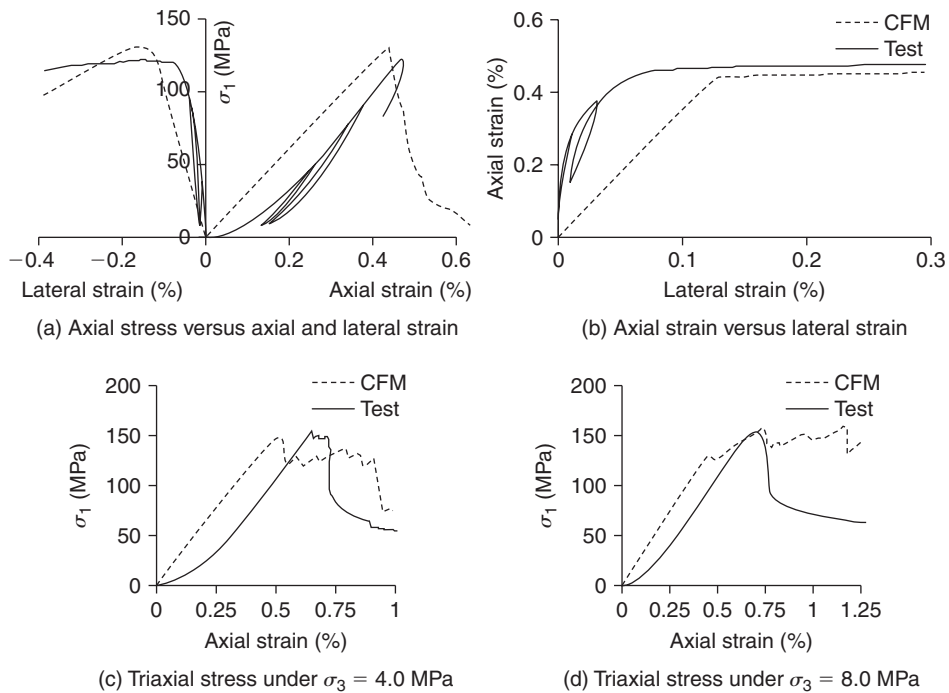 150
100
50
0
σ1 (MPa)
−0.4
−0.2
0
0.2
0.4
0.6
Lateral strain (%)
Axial strain (%)
(a) Axial stress versus axial and lateral strain
0.6
0.4
0.2
0
Axial strain (%)
CFM
Test
0
0.1
0.2
0.3
Lateral strain (%)
(b) Axial strain versus lateral strain
200
150
100
50
0
σ1 (MPa)
CFM
Test
0
0.25
0.5
0.75
1
Axial strain (%)
(c) Triaxial stress under σ3 = 4.0 MPa
200
150
100
50
0
σ1 (MPa)
CFM
Test
0
0.25
0.5
0.75
1
1.25
Axial strain (%)
(d) Triaxial stress under σ3 = 8.0 MPa